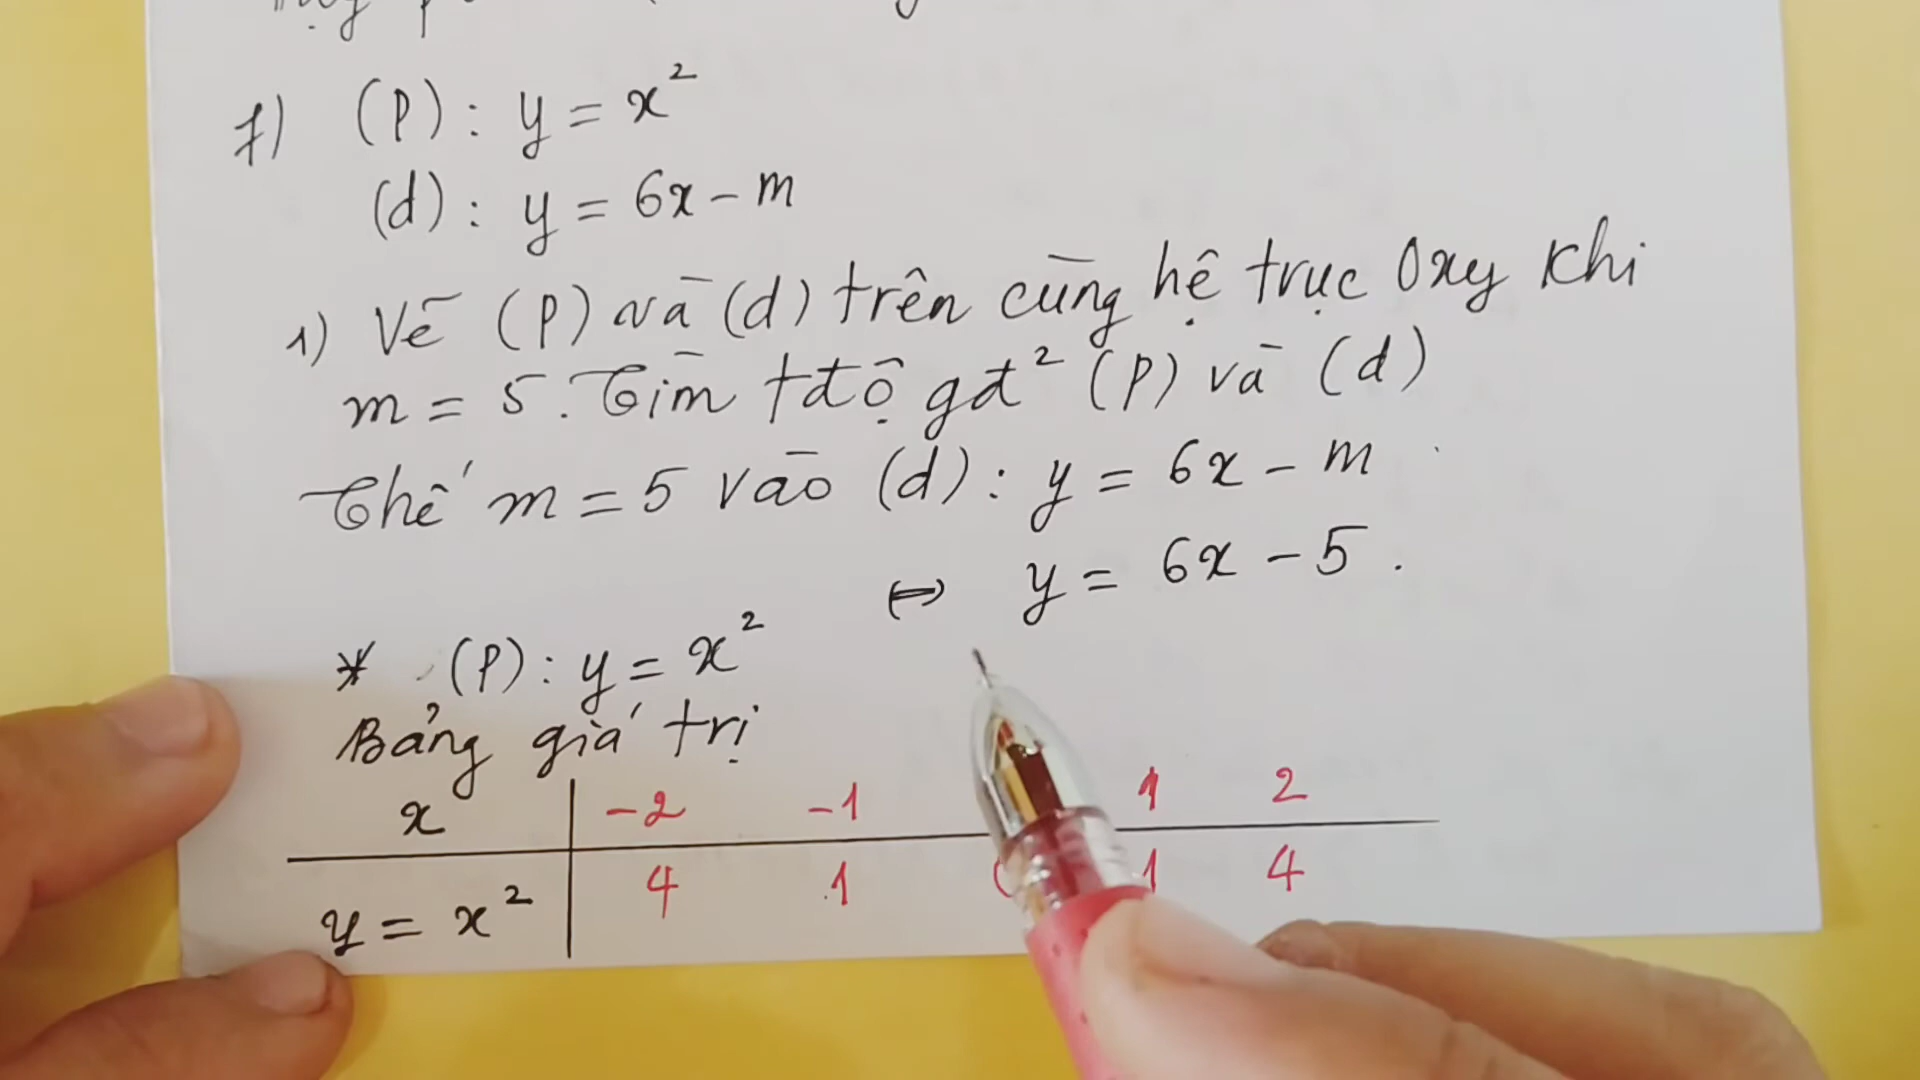 7) (P): y = x²
(d): y = 6x - m
1) Vẽ (P) và (d) trên cùng hệ trục Oxy khi
m = 5. Tìm tđộ gđ² (P) và (d)
Thế m = 5 vào (d): y = 6x - m
⇔ y = 6x - 5.
* (P): y = x²
Bảng giá trị
x -2 -1 1 2
y = x² 4 1 1 4